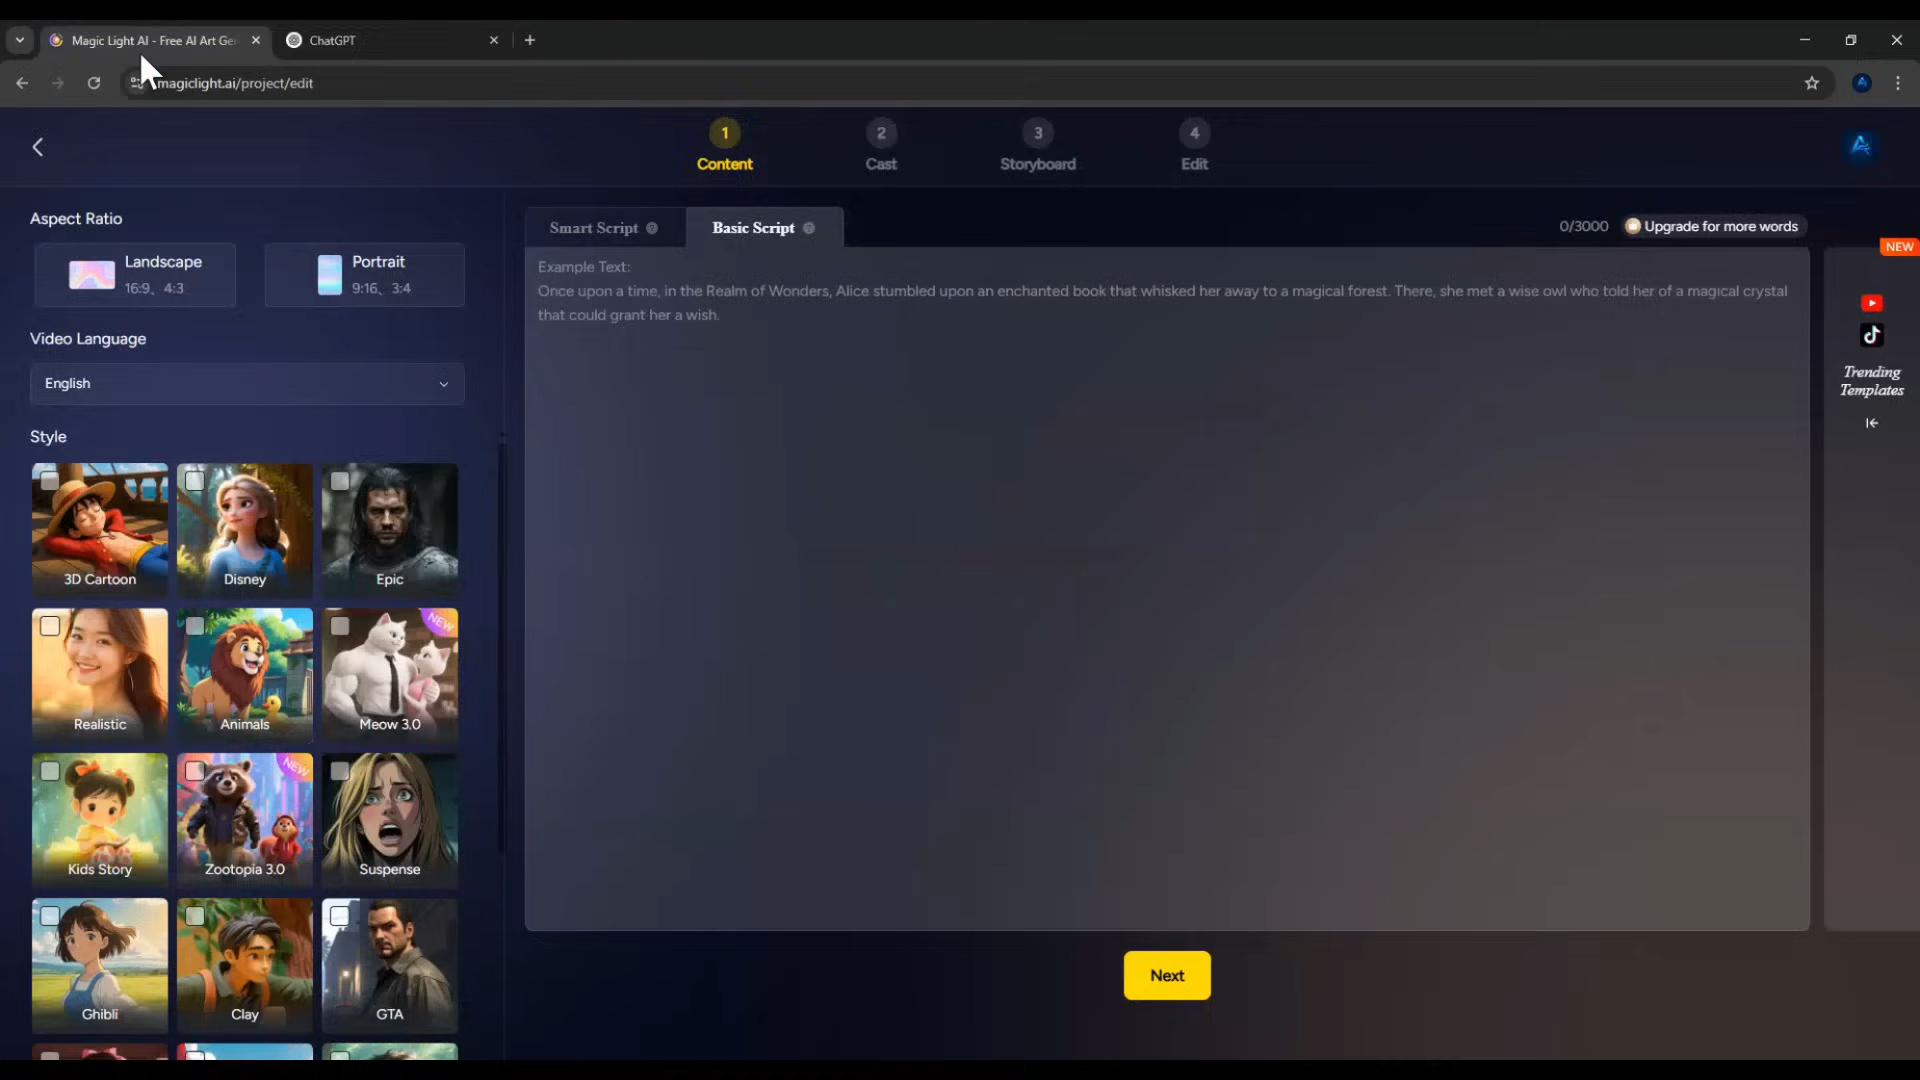 Magic Light AI - Free AI Art Ge
ChatGPT
magiclight.ai/project/edit
1
2
3
4
Content
Cast
Storyboard
Edit
Aspect Ratio
Landscape
16:9、4:3
Portrait
9:16、3:4
Video Language
English
Style
3D Cartoon
Disney
Epic
Realistic
Animals
NEW
Meow 3.0
Kids Story
NEW
Zootopia 3.0
Suspense
Ghibli
Clay
GTA
Smart Script
Basic Script
0/3000
Upgrade for more words
Example Text:
Once upon a time, in the Realm of Wonders, Alice stumbled upon an enchanted book that whisked her away to a magical forest. There, she met a wise owl who told her of a magical crystal
that could grant her a wish.
NEW
Trending
Templates
Next